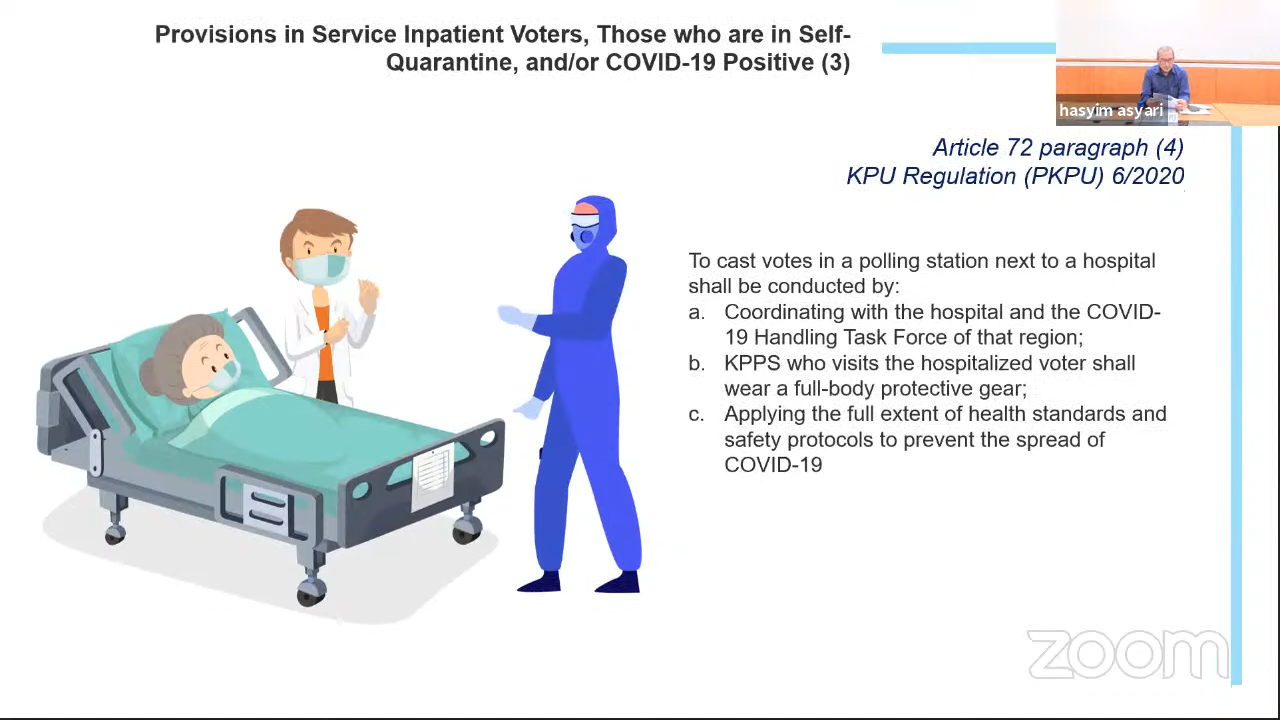 Provisions in Service Inpatient Voters, Those who are in Self-
Quarantine, and/or COVID-19 Positive (3)
hasyim asyari
Article 72 paragraph (4)
KPU Regulation (PKPU) 6/2020
To cast votes in a polling station next to a hospital
shall be conducted by:
a. Coordinating with the hospital and the COVID-
19 Handling Task Force of that region;
b. KPPS who visits the hospitalized voter shall
wear a full-body protective gear;
c. Applying the full extent of health standards and
safety protocols to prevent the spread of
COVID-19
zoom